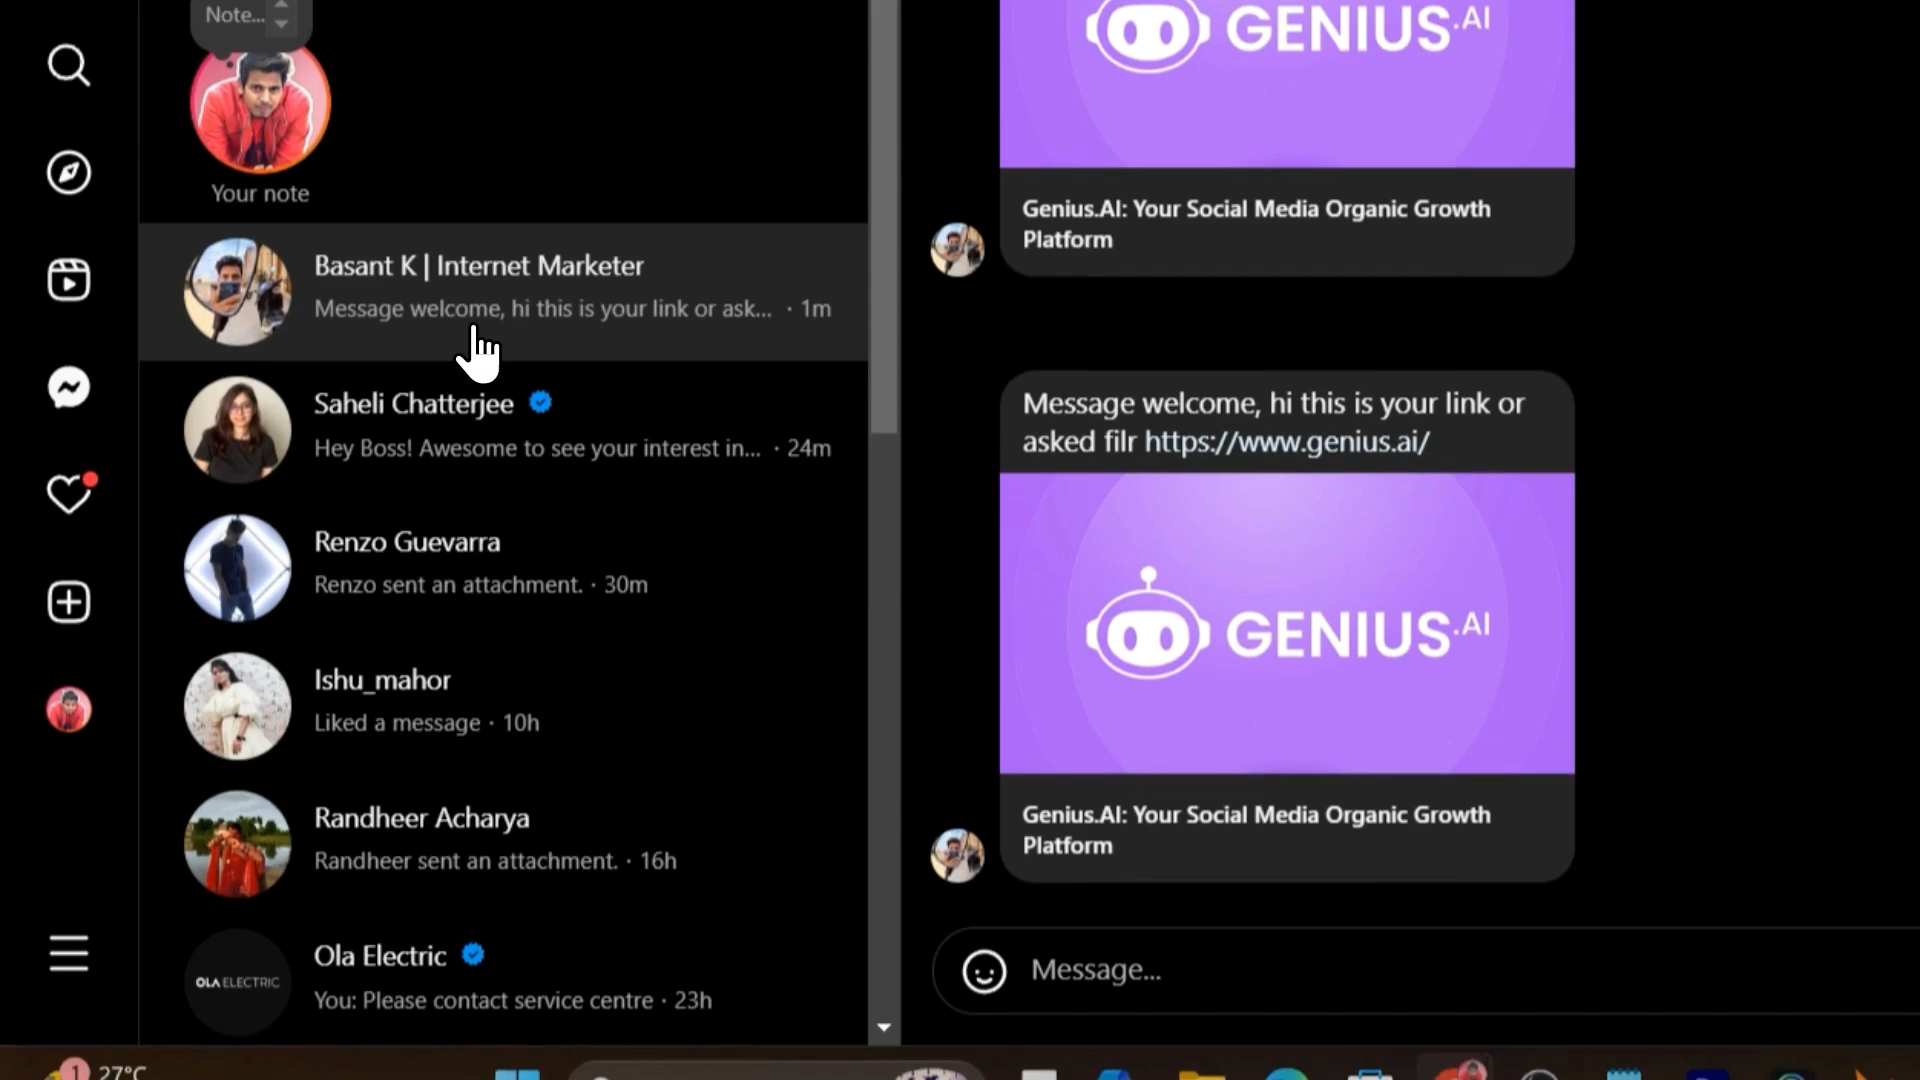 Note...
Your note
Basant K | Internet Marketer
Message welcome, hi this is your link or ask... · 1m
Saheli Chatterjee
Hey Boss! Awesome to see your interest in... · 24m
Renzo Guevarra
Renzo sent an attachment. · 30m
Ishu_mahor
Liked a message · 10h
Randheer Acharya
Randheer sent an attachment. · 16h
OLA ELECTRIC
Ola Electric
You: Please contact service centre · 23h
GENIUS.AI
Genius.AI: Your Social Media Organic Growth
Platform
Message welcome, hi this is your link or
asked filr https://www.genius.ai/
GENIUS.AI
Genius.AI: Your Social Media Organic Growth
Platform
Message...
1
27°C